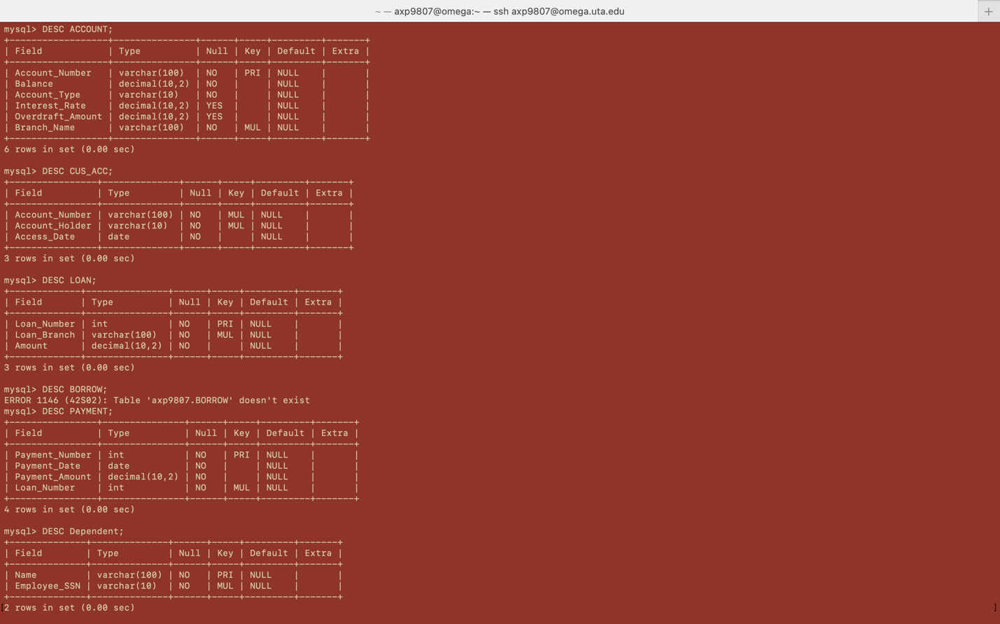 ~ — axp9807@omega:~ — ssh axp9807@omega.uta.edu
+
mysql> DESC ACCOUNT;
+------------------+---------------+------+-----+---------+-------+
| Field            | Type          | Null | Key | Default | Extra |
+------------------+---------------+------+-----+---------+-------+
| Account_Number   | varchar(100)  | NO   | PRI | NULL    |       |
| Balance          | decimal(10,2) | NO   |     | NULL    |       |
| Account_Type     | varchar(10)   | NO   |     | NULL    |       |
| Interest_Rate    | decimal(10,2) | YES  |     | NULL    |       |
| Overdraft_Amount | decimal(10,2) | YES  |     | NULL    |       |
| Branch_Name      | varchar(100)  | NO   | MUL | NULL    |       |
+------------------+---------------+------+-----+---------+-------+
6 rows in set (0.00 sec)
mysql> DESC CUS_ACC;
+----------------+--------------+------+-----+---------+-------+
| Field          | Type         | Null | Key | Default | Extra |
+----------------+--------------+------+-----+---------+-------+
| Account_Number | varchar(100) | NO   | MUL | NULL    |       |
| Account_Holder | varchar(10)  | NO   | MUL | NULL    |       |
| Access_Date    | date         | NO   |     | NULL    |       |
+----------------+--------------+------+-----+---------+-------+
3 rows in set (0.00 sec)
mysql> DESC LOAN;
+-------------+---------------+------+-----+---------+-------+
| Field       | Type          | Null | Key | Default | Extra |
+-------------+---------------+------+-----+---------+-------+
| Loan_Number | int           | NO   | PRI | NULL    |       |
| Loan_Branch | varchar(100)  | NO   | MUL | NULL    |       |
| Amount      | decimal(10,2) | NO   |     | NULL    |       |
+-------------+---------------+------+-----+---------+-------+
3 rows in set (0.00 sec)
mysql> DESC BORROW;
ERROR 1146 (42S02): Table 'axp9807.BORROW' doesn't exist
mysql> DESC PAYMENT;
+----------------+---------------+------+-----+---------+-------+
| Field          | Type          | Null | Key | Default | Extra |
+----------------+---------------+------+-----+---------+-------+
| Payment_Number | int           | NO   | PRI | NULL    |       |
| Payment_Date   | date          | NO   |     | NULL    |       |
| Payment_Amount | decimal(10,2) | NO   |     | NULL    |       |
| Loan_Number    | int           | NO   | MUL | NULL    |       |
+----------------+---------------+------+-----+---------+-------+
4 rows in set (0.00 sec)
mysql> DESC Dependent;
+--------------+--------------+------+-----+---------+-------+
| Field        | Type         | Null | Key | Default | Extra |
+--------------+--------------+------+-----+---------+-------+
| Name         | varchar(100) | NO   | PRI | NULL    |       |
| Employee_SSN | varchar(10)  | NO   | MUL | NULL    |       |
+--------------+--------------+------+-----+---------+-------+
[2 rows in set (0.00 sec) ]